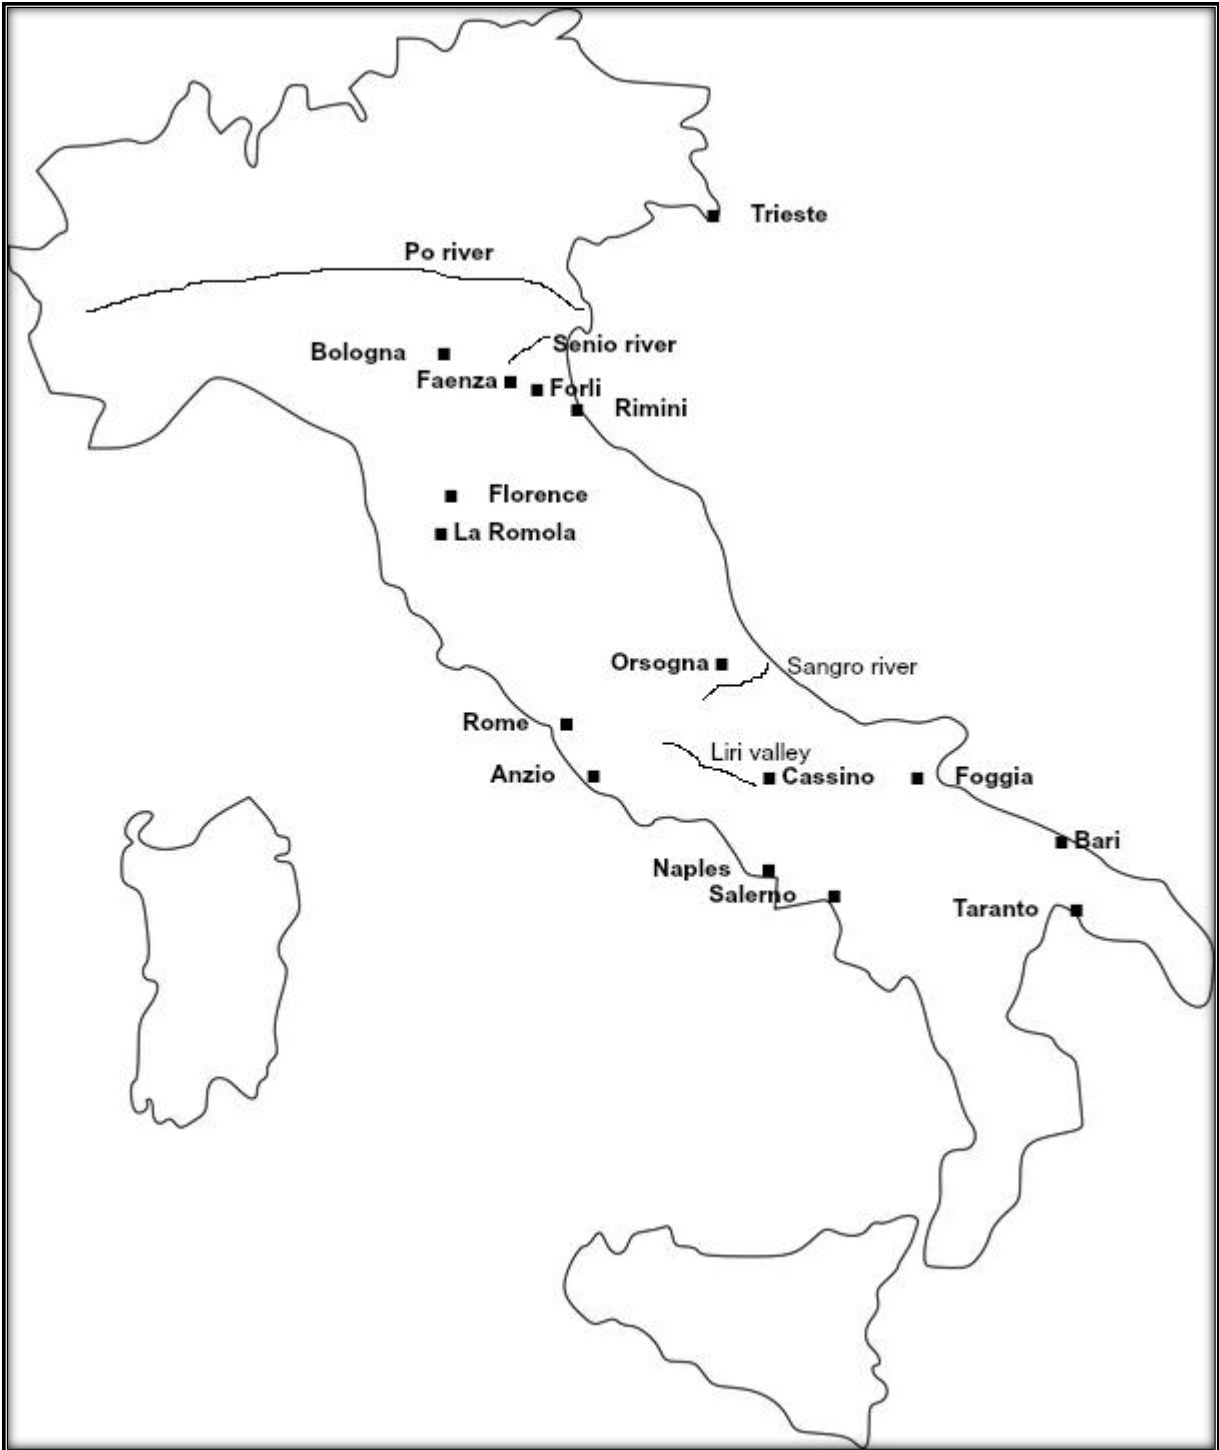 Trieste
Po river
Senio river
Bologna
Faenza
Forli
Rimini
Florence
La Romola
Orsogna
Sangro river
Rome
Liri valley
Anzio
Cassino
Foggia
Bari
Naples
Salerno
Taranto